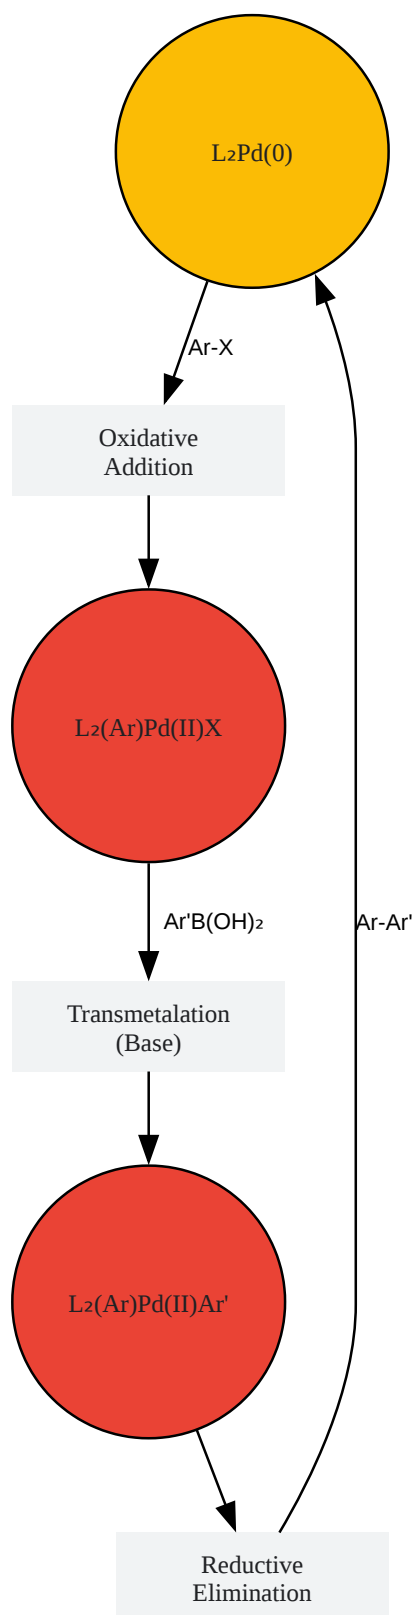 L₂Pd(0)
Ar-X
Oxidative
Addition
L₂(Ar)Pd(II)X
Ar'B(OH)₂
Ar-Ar'
Transmetalation
(Base)
L₂(Ar)Pd(II)Ar'
Reductive
Elimination